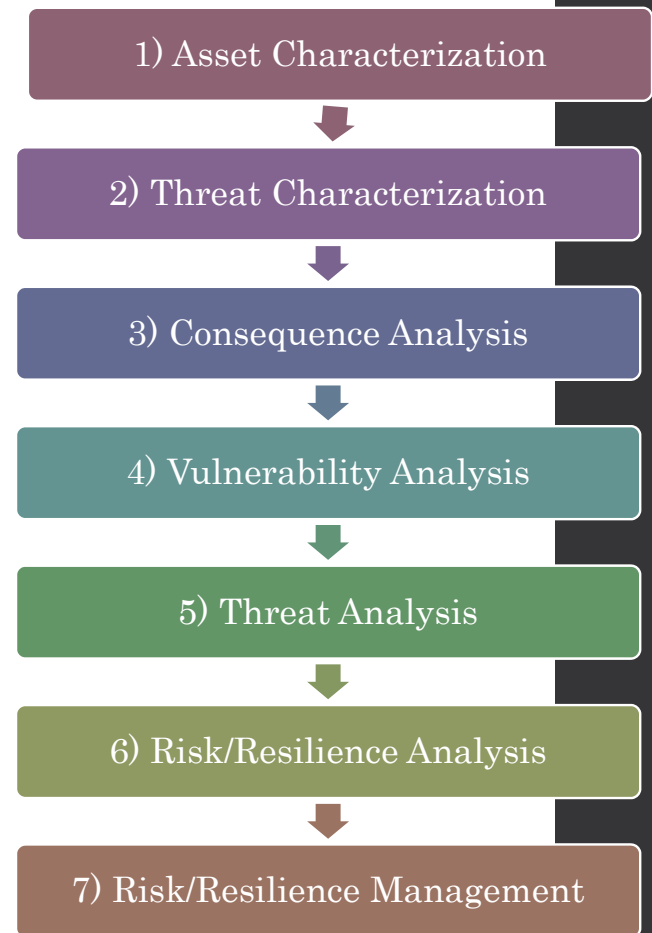 1) Asset Characterization
2) Threat Characterization
3) Consequence Analysis
4) Vulnerability Analysis
5) Threat Analysis
6) Risk/Resilience Analysis
7) Risk/Resilience Management